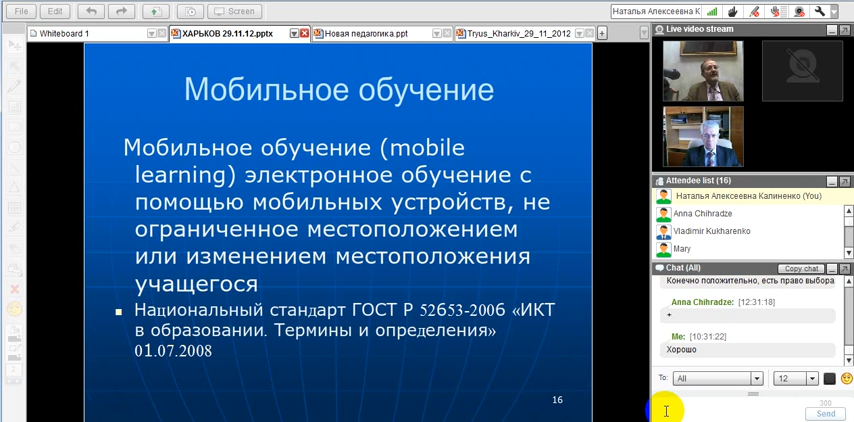 File
Edit
Screen
Наталья Алексеевна К
Whiteboard 1
ХАРЬКОВ 29.11.12.pptx
Новая педагогика.ppt
Tryus_Kharkiv_29_11_2012
Live video stream
Мобильное обучение
Мобильное обучение (mobile
learning) электронное обучение с
помощью мобильных устройств, не
ограниченное местоположением
или изменением местоположения
учащегося
Национальный стандарт ГОСТ Р 52653-2006 «ИКТ
в образовании. Термины и определения»
01.07.2008
16
Attendee list (16)
Наталья Алексеевна Калиненко (You)
Anna Chihradze
Vladimir Kukharenko
Mary
Chat (All)
Copy chat
Конечно положительно, есть право выбора
Anna Chihradze: [12:31:18]
+
Me: [10:31:22]
Хорошо
To: All 12
300
Send